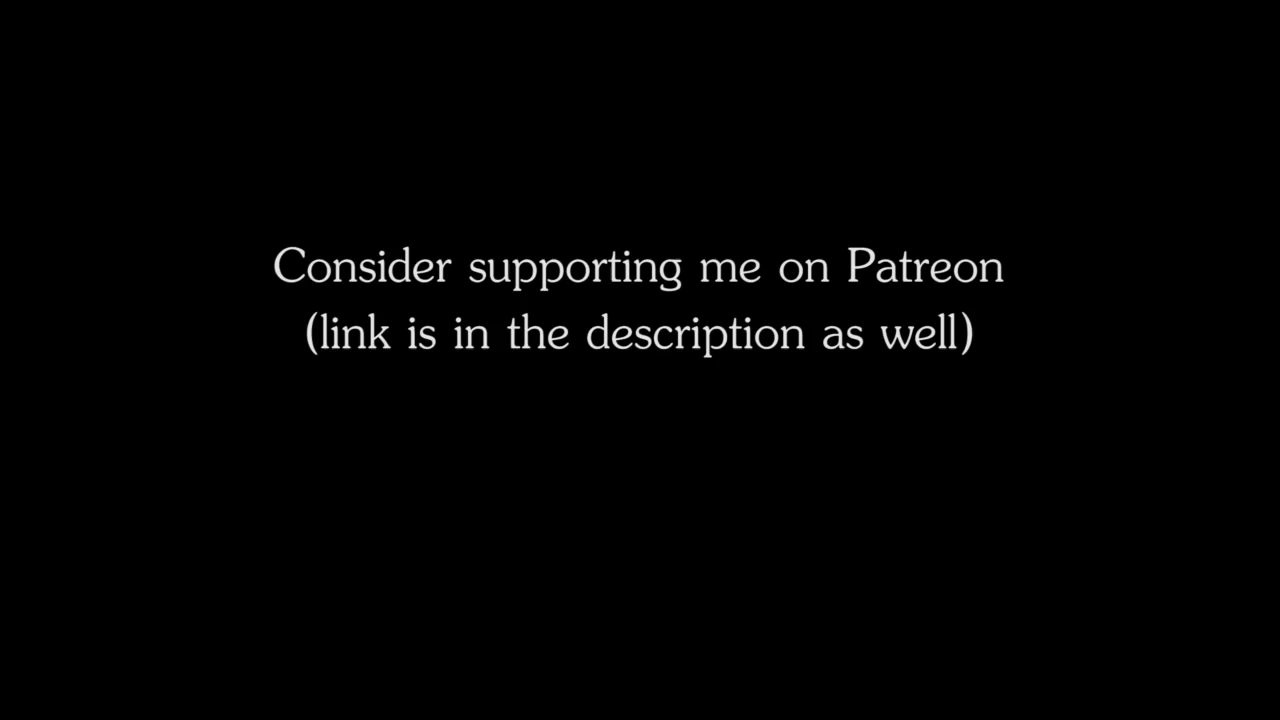 Consider supporting me on Patreon
(link is in the description as well)